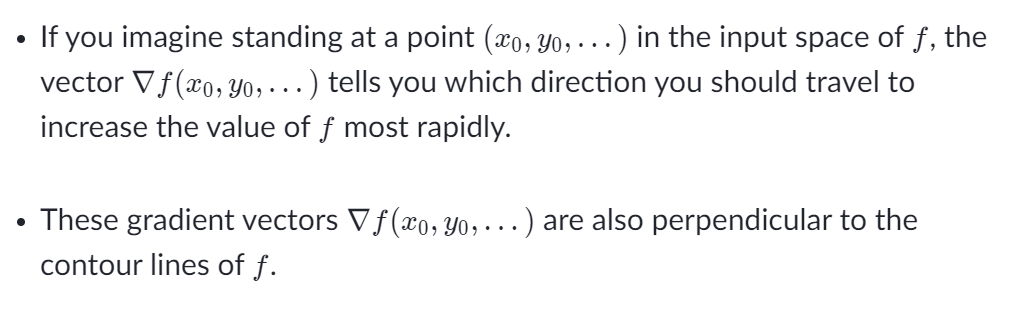 • If you imagine standing at a point (x₀, y₀, ...) in the input space of f, the
vector ∇f(x₀, y₀, ...) tells you which direction you should travel to
increase the value of f most rapidly.
• These gradient vectors ∇f(x₀, y₀, ...) are also perpendicular to the
contour lines of f.